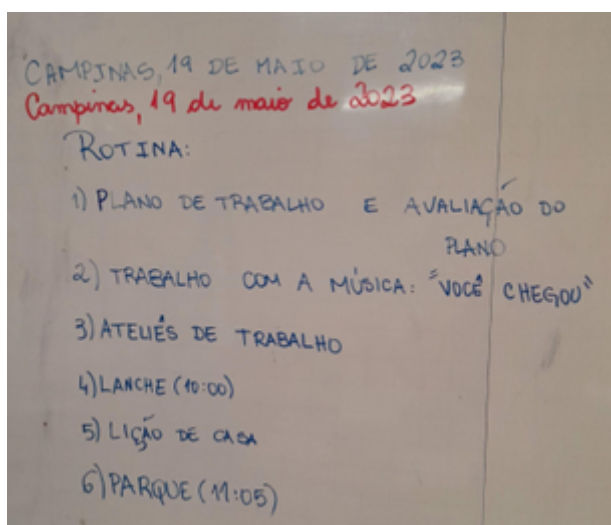 CAMPINAS, 19 DE MAIO DE 2023
Campinas, 19 de maio de 2023
ROTINA:
1) PLANO DE TRABALHO E AVALIAÇÃO DO
PLANO
2) TRABALHO COM A MÚSICA: "VOCÊ CHEGOU"
3) ATELIÊS DE TRABALHO
4) LANCHE (10:00)
5) LIÇÃO DE CASA
6) PARQUE (11:05)